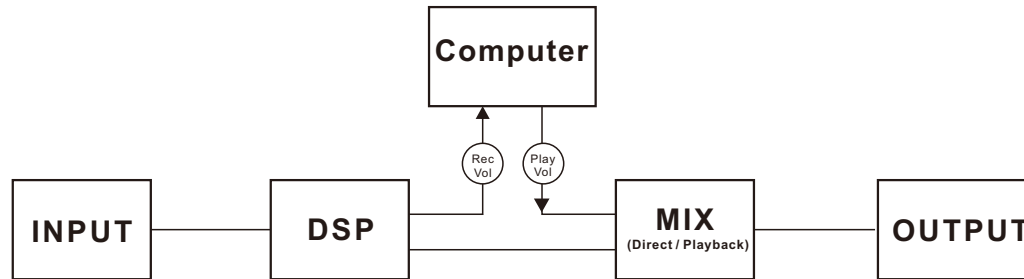 Computer
Rec
Vol
Play
Vol
INPUT
DSP
MIX
(Direct / Playback)
OUTPUT